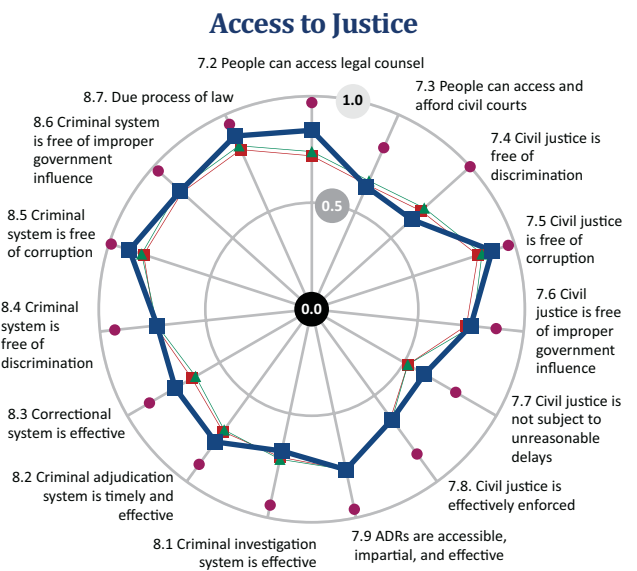 Access to Justice
7.2 People can access legal counsel
1.0
7.3 People can access and
afford civil courts
7.4 Civil justice is
free of
discrimination
7.5 Civil justice
is free of
corruption
7.6 Civil
justice is free
of improper
government
influence
7.7 Civil justice is
not subject to
unreasonable
delays
7.8. Civil justice is
effectively enforced
7.9 ADRs are accessible,
impartial, and effective
8.1 Criminal investigation
system is effective
8.2 Criminal adjudication
system is timely and
effective
8.3 Correctional
system is effective
8.4 Criminal
system is
free of
discrimination
8.5 Criminal
system is free
of corruption
8.6 Criminal system
is free of improper
government
influence
8.7. Due process of law
0.5
0.0